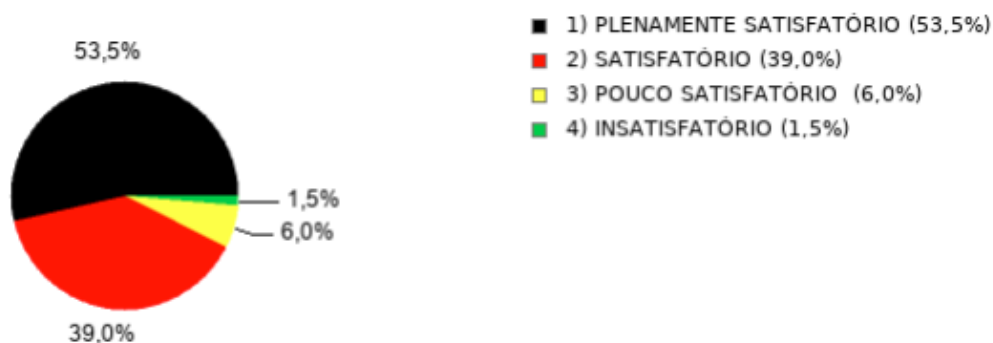 53,5%
1,5%
6,0%
39,0%
1) PLENAMENTE SATISFATÓRIO (53,5%)
2) SATISFATÓRIO (39,0%)
3) POUCO SATISFATÓRIO  (6,0%)
4) INSATISFATÓRIO (1,5%)